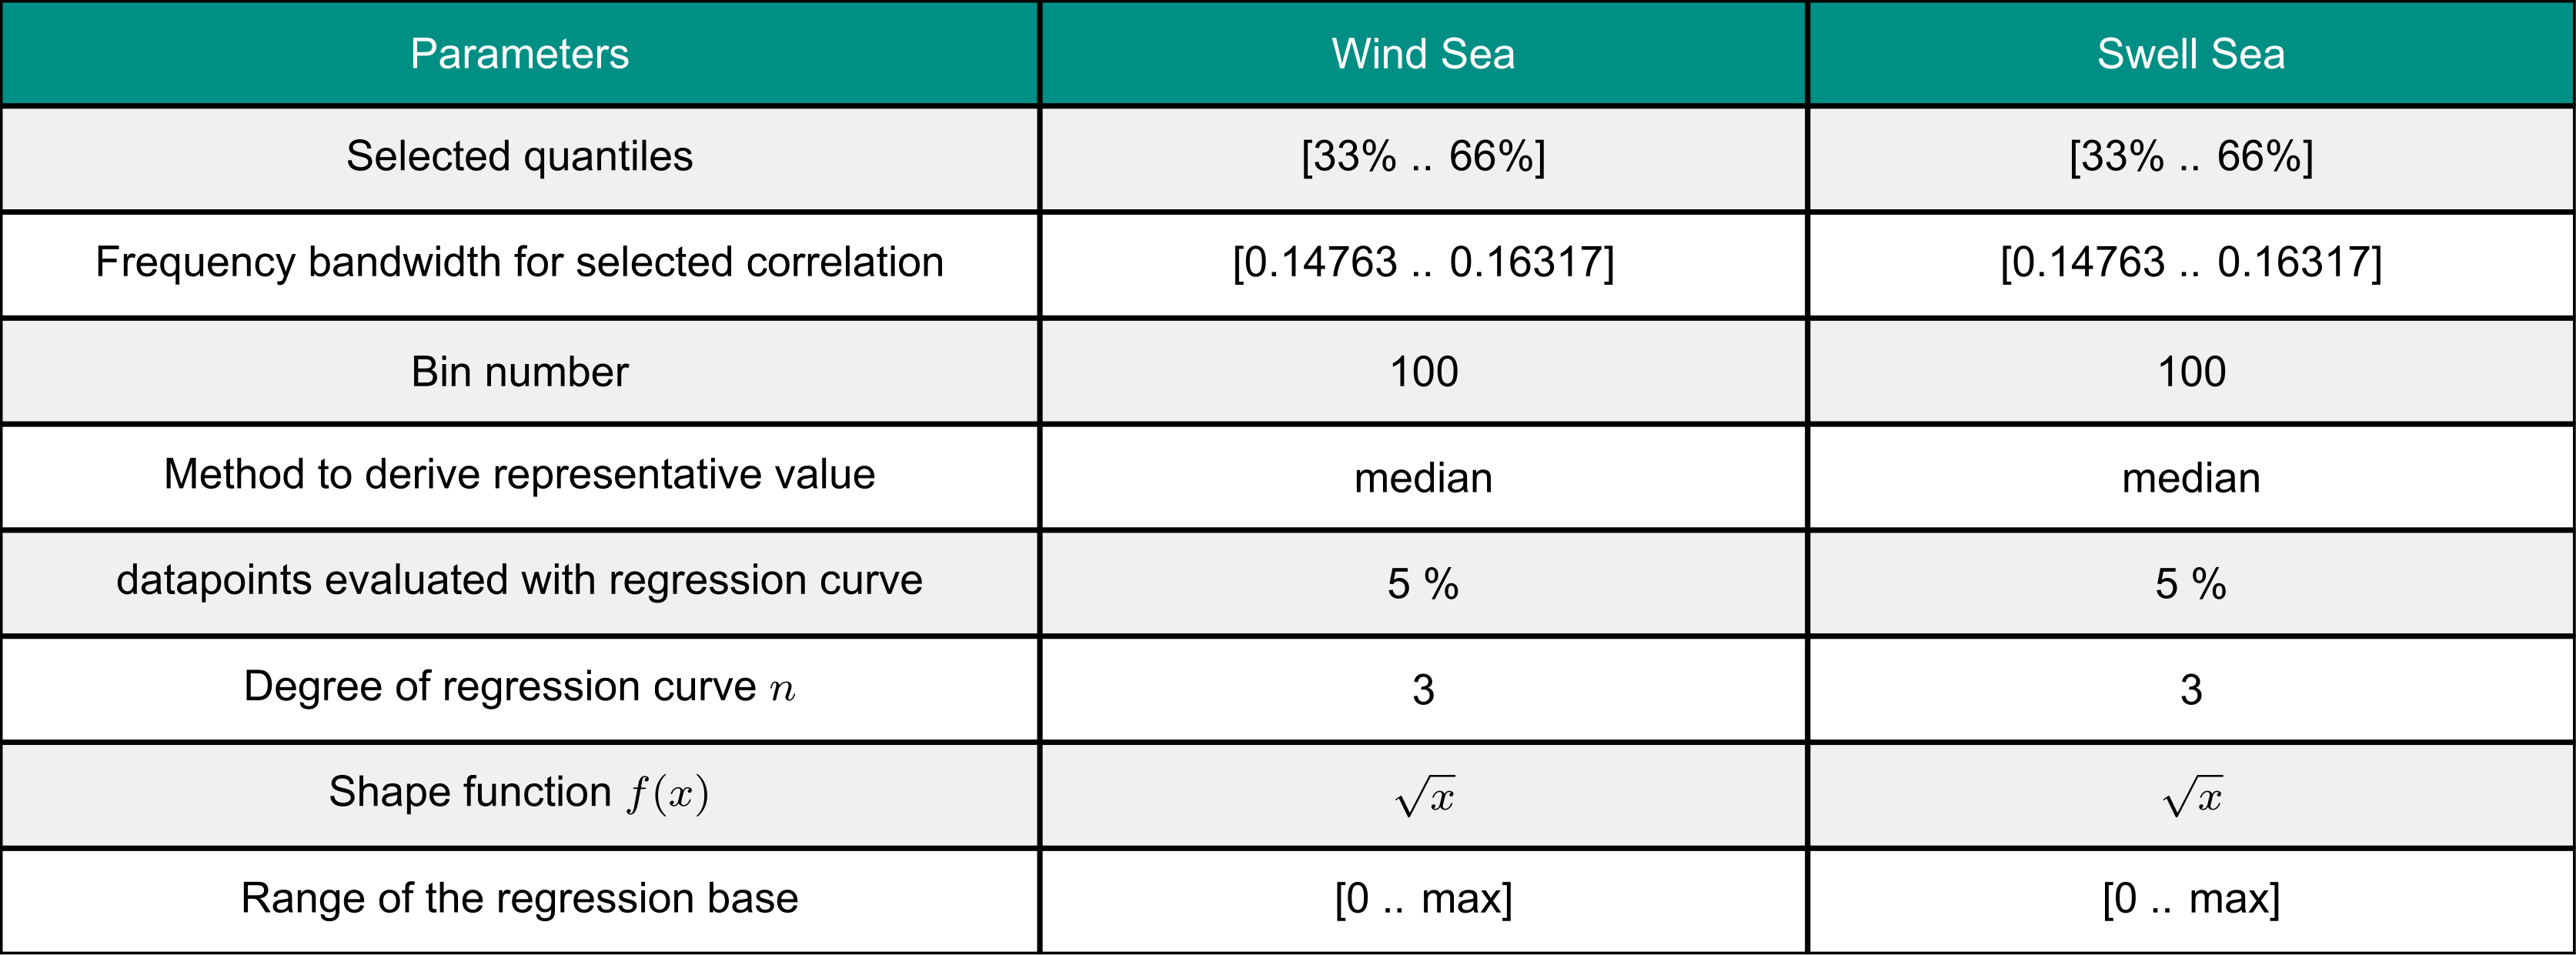 Parameters Wind Sea Swell Sea
Selected quantiles [33% .. 66%] [33% .. 66%]
Frequency bandwidth for selected correlation [0.14763 .. 0.16317] [0.14763 .. 0.16317]
Bin number 100 100
Method to derive representative value median median
datapoints evaluated with regression curve 5 % 5 %
Degree of regression curve n 3 3
Shape function f(x) √x √x
Range of the regression base [0 .. max] [0 .. max]